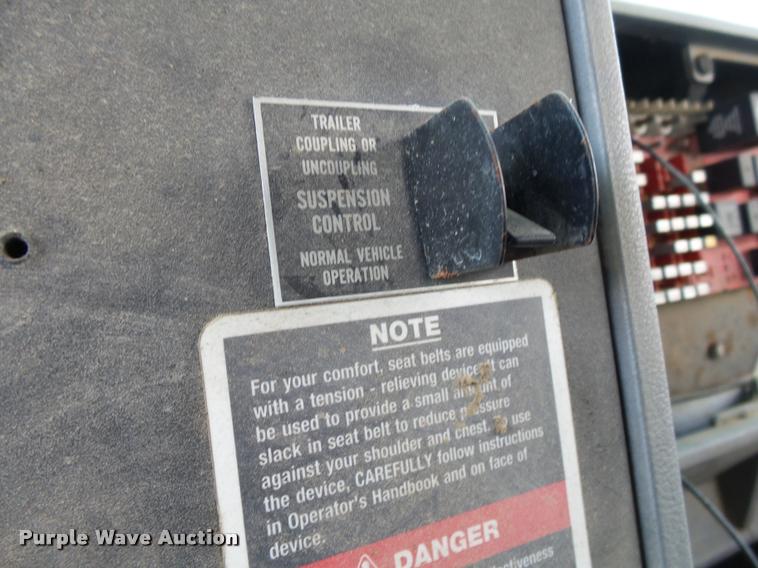 TRAILER
COUPLING OR
UNCOUPLING
SUSPENSION
CONTROL
NORMAL VEHICLE
OPERATION
NOTE
For your comfort, seat belts are equipped
with a tension - relieving device. It can
be used to provide a small amount of
slack in seat belt to reduce pressure
against your shoulder and chest. To use
the device, CAREFULLY follow instructions
in Operator's Handbook and on face of
device.
DANGER
effectiveness
Purple Wave Auction